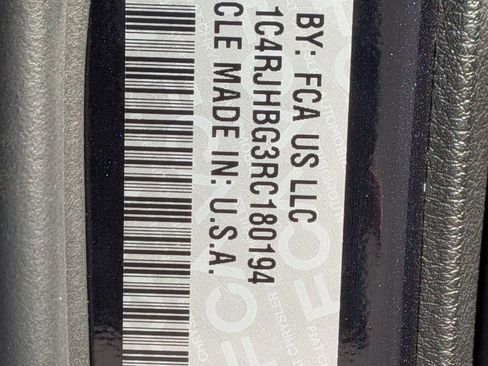 BY: FCA US LLC
1C4RJHBG3RC180194
CLE MADE IN: U.S.A.